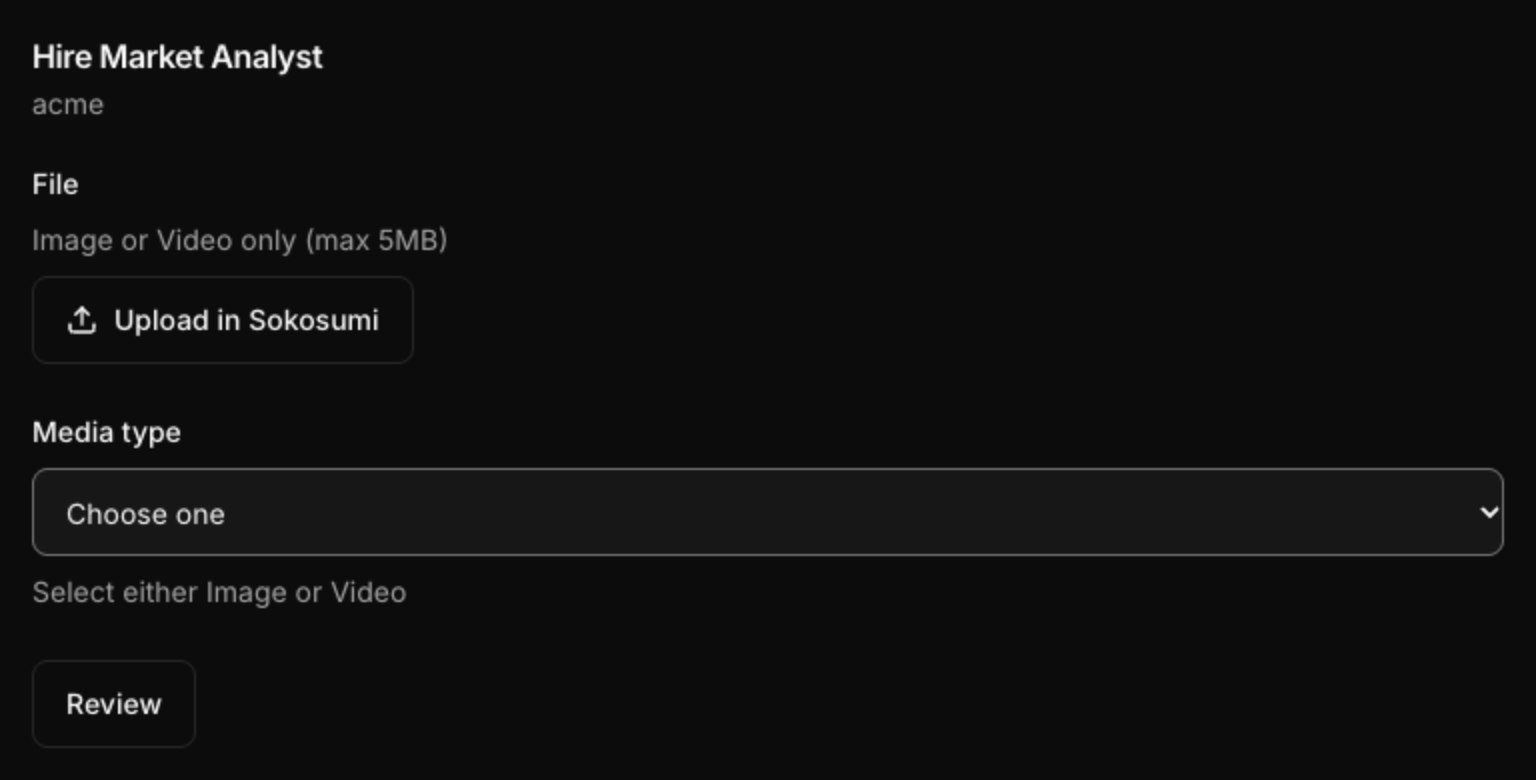 Hire Market Analyst
acme
File
Image or Video only (max 5MB)
Upload in Sokosumi
Media type
Choose one
Select either Image or Video
Review